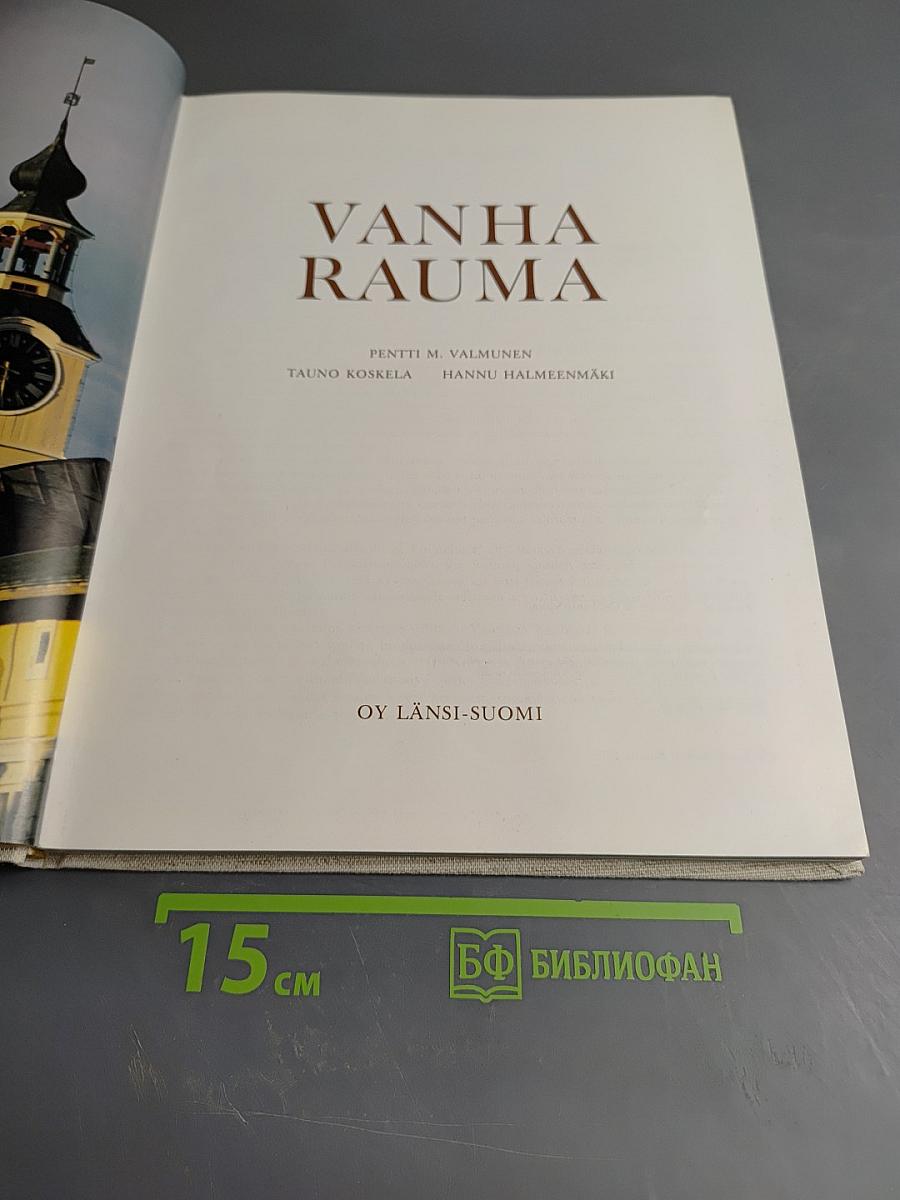 VANHA
RAUMA
PENTTI M. VALMUNEN
TAUNO KOSKELA HANNU HALMEENMÄKI
OY LÄNSI-SUOMI
15 см
БФ БИБЛИОФАН